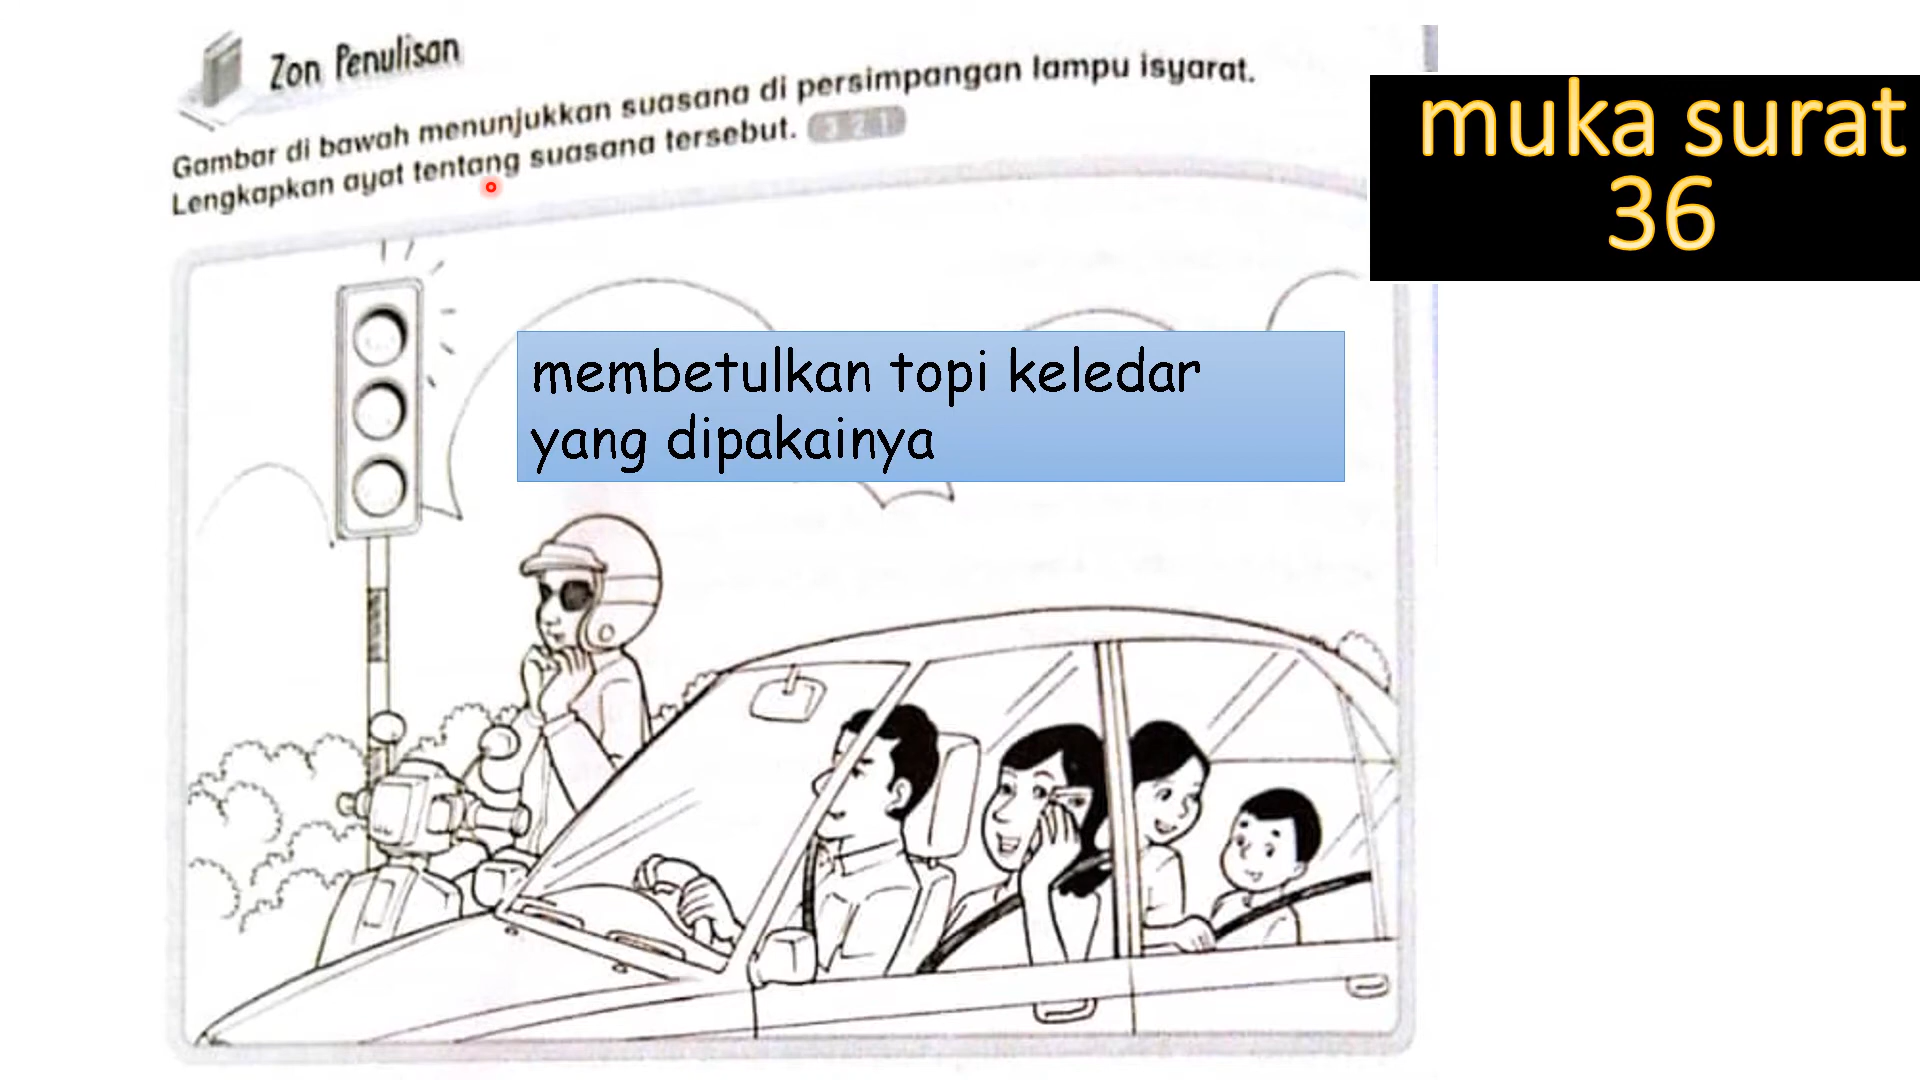 Zon Penulisan
Gambar di bawah menunjukkan suasana di persimpangan lampu isyarat.
Lengkapkan ayat tentang suasana tersebut. 3 2 1
muka surat
36
membetulkan topi keledar
yang dipakainya